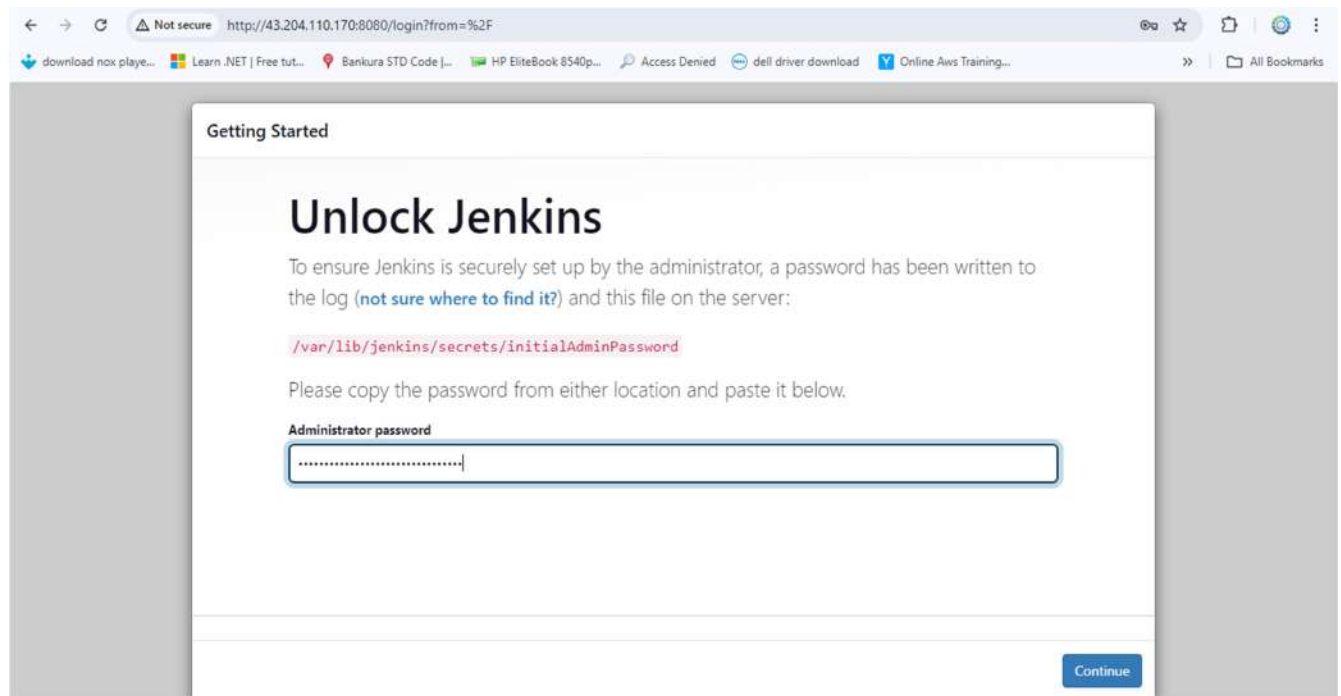 Not secure http://43.204.110.170:8080/login?from=%2F
download nox playe... Learn .NET | Free tut... Bankura STD Code |... HP EliteBook 8540p... Access Denied dell driver download Online Aws Training... » All Bookmarks
Getting Started
Unlock Jenkins
To ensure Jenkins is securely set up by the administrator, a password has been written to
the log (not sure where to find it?) and this file on the server:
/var/lib/jenkins/secrets/initialAdminPassword
Please copy the password from either location and paste it below.
Administrator password
••••••••••••••••••••••••••••••••
Continue